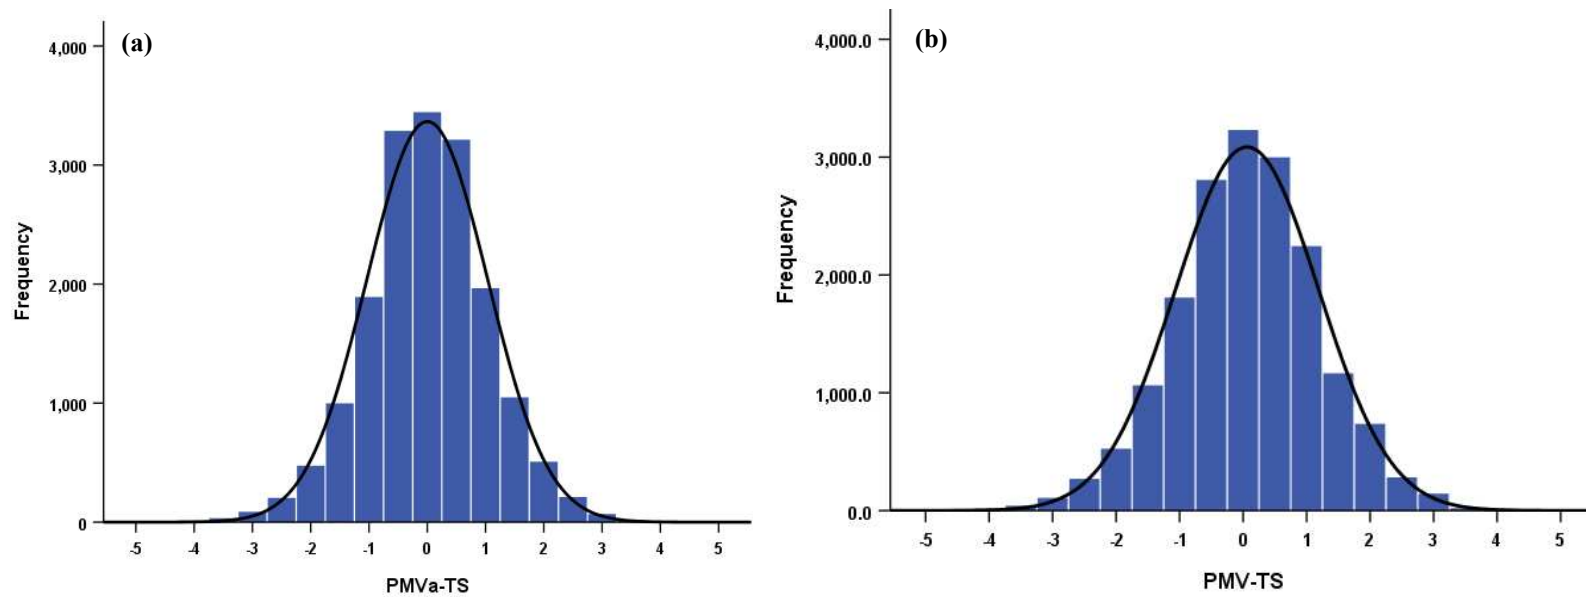 (a)
Frequency
4,000
3,000
2,000
1,000
0
-5 -4 -3 -2 -1 0 1 2 3 4 5
PMVa-TS
(b)
Frequency
4,000.0
3,000.0
2,000.0
1,000.0
0.0
-5 -4 -3 -2 -1 0 1 2 3 4 5
PMV-TS